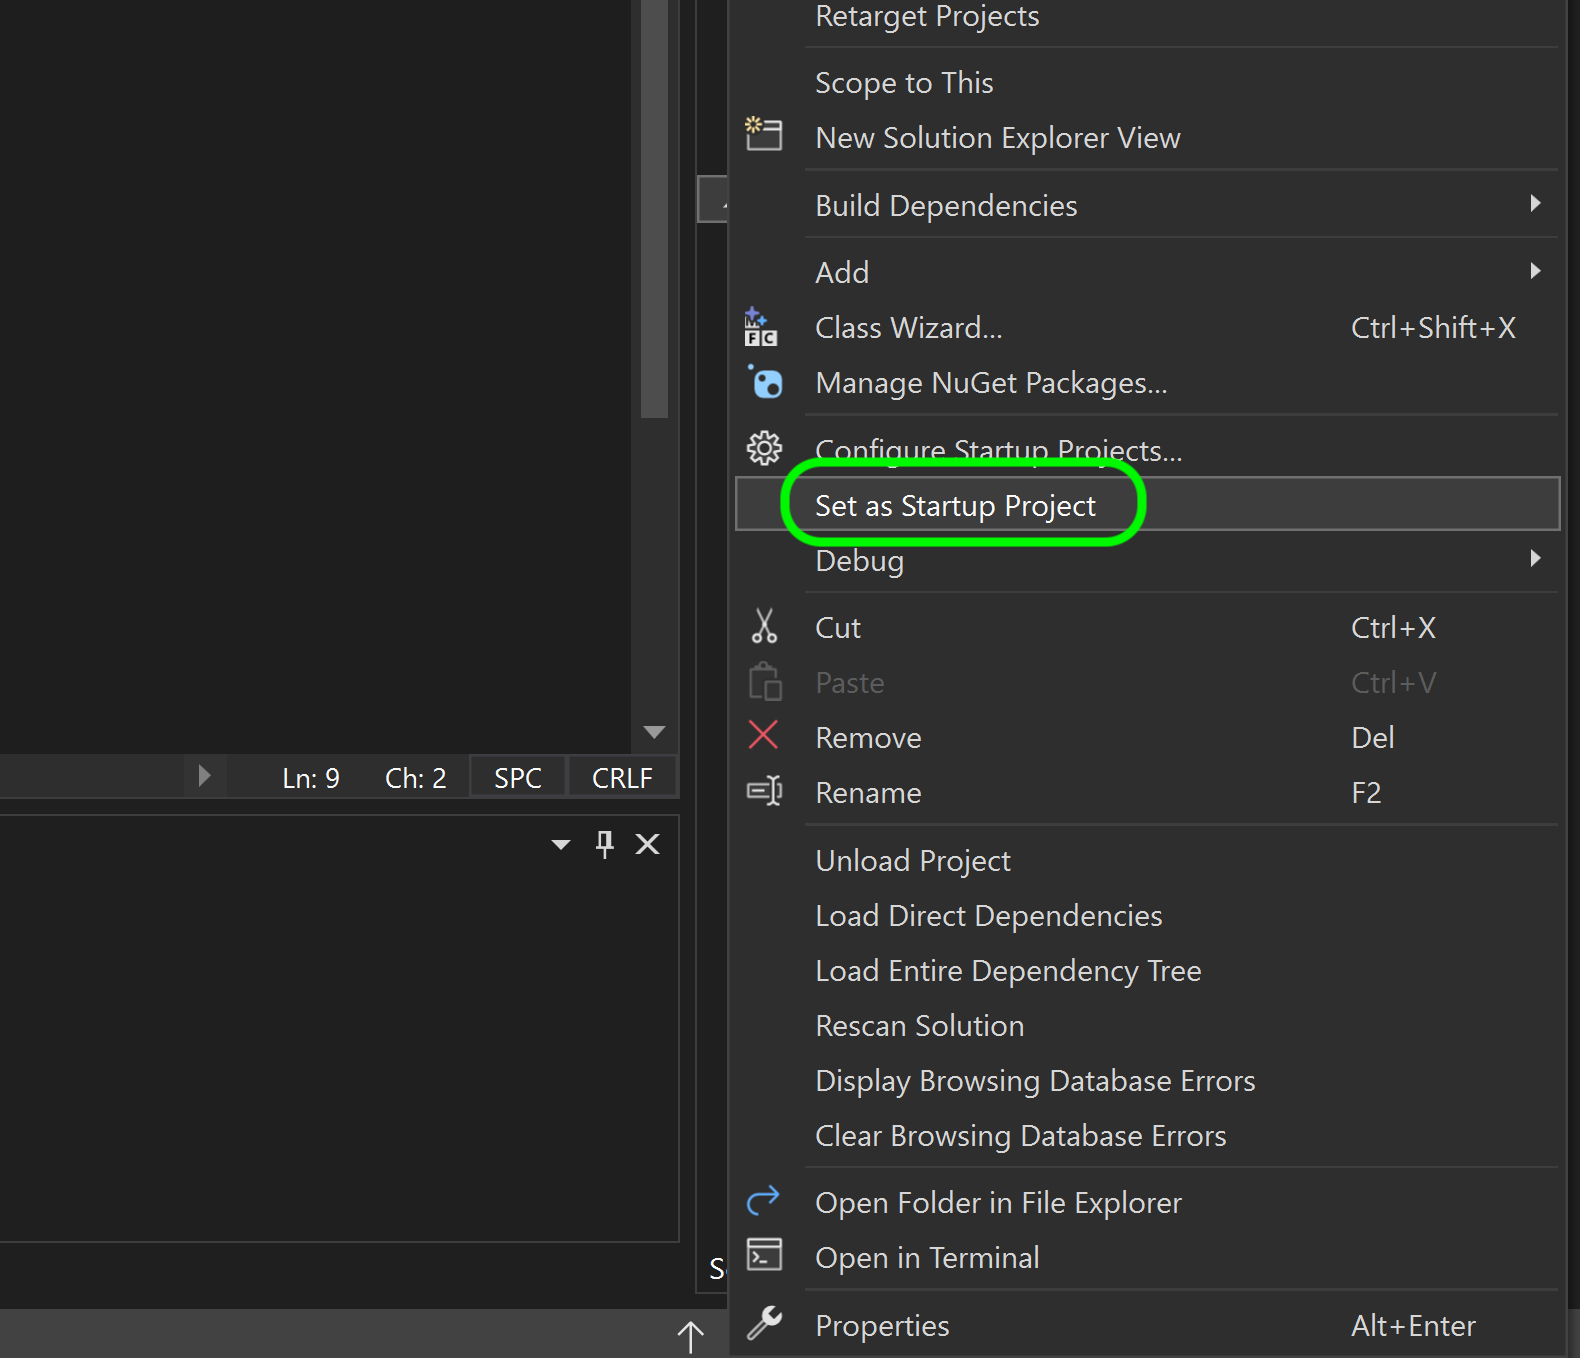 Retarget Projects
Scope to This
New Solution Explorer View
Build Dependencies
Add
Class Wizard... Ctrl+Shift+X
Manage NuGet Packages...
Configure Startup Projects...
Set as Startup Project
Debug
Cut Ctrl+X
Paste Ctrl+V
Remove Del
Rename F2
Unload Project
Load Direct Dependencies
Load Entire Dependency Tree
Rescan Solution
Display Browsing Database Errors
Clear Browsing Database Errors
Open Folder in File Explorer
Open in Terminal
Properties Alt+Enter
Ln: 9 Ch: 2 SPC CRLF